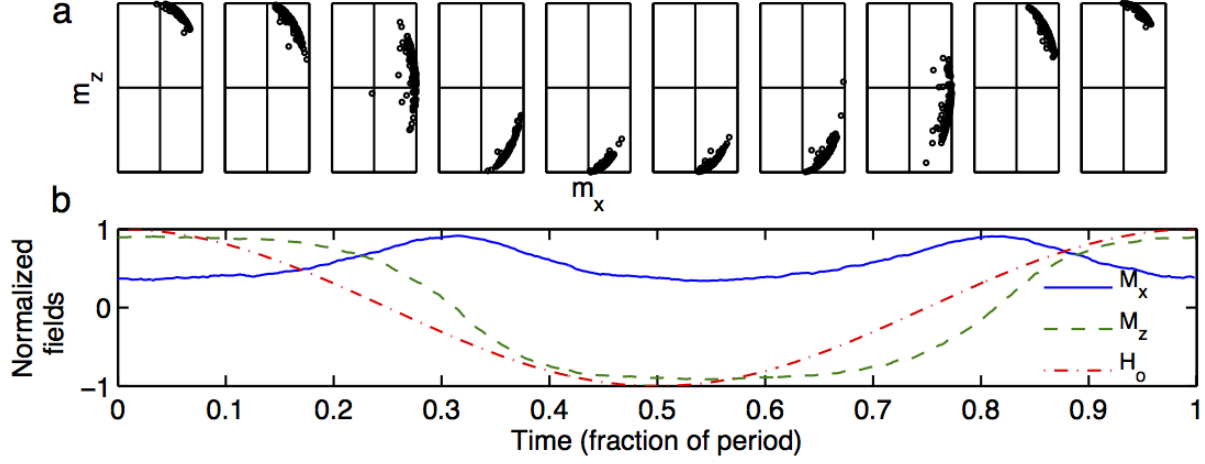 a
m_z
m_x
b
Normalized
fields
1
0
−1
M_x
M_z
H_o
0 0.1 0.2 0.3 0.4 0.5 0.6 0.7 0.8 0.9 1
Time (fraction of period)